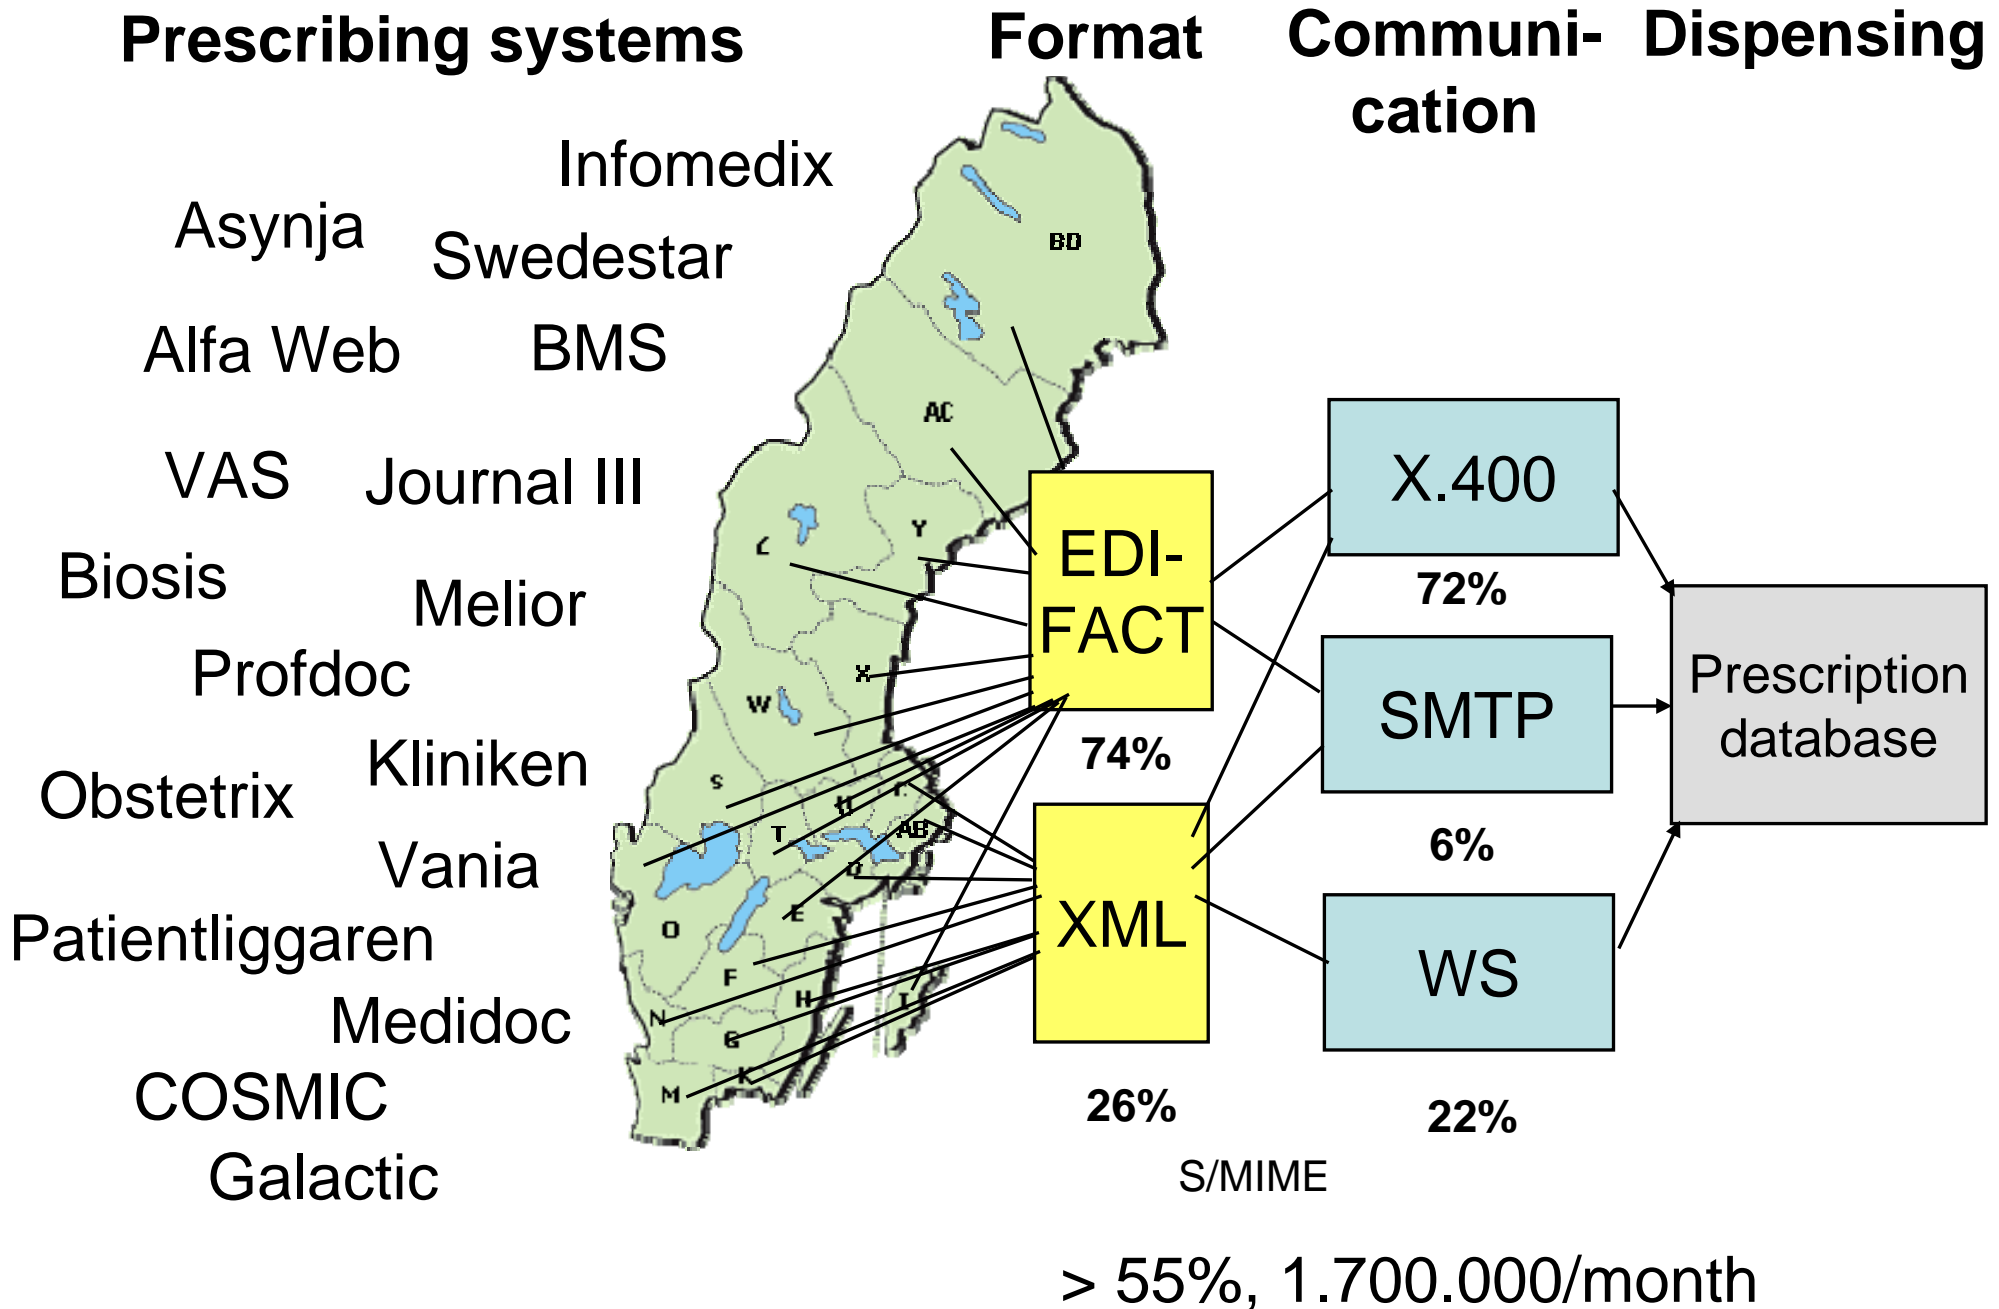 Prescribing systems
Format
Communi-
cation
Dispensing
Infomedix
Asynja
Swedestar
Alfa Web
BMS
VAS
Journal III
Biosis
Melior
Profdoc
Kliniken
Obstetrix
Vania
Patientliggaren
Medidoc
COSMIC
Galactic
BD
AC
Y
Z
X
W
S
U
C
T
AB
D
E
O
F
H
I
N
G
K
M
EDI-
FACT
74%
XML
26%
X.400
72%
SMTP
6%
WS
22%
Prescription
database
S/MIME
> 55%, 1.700.000/month